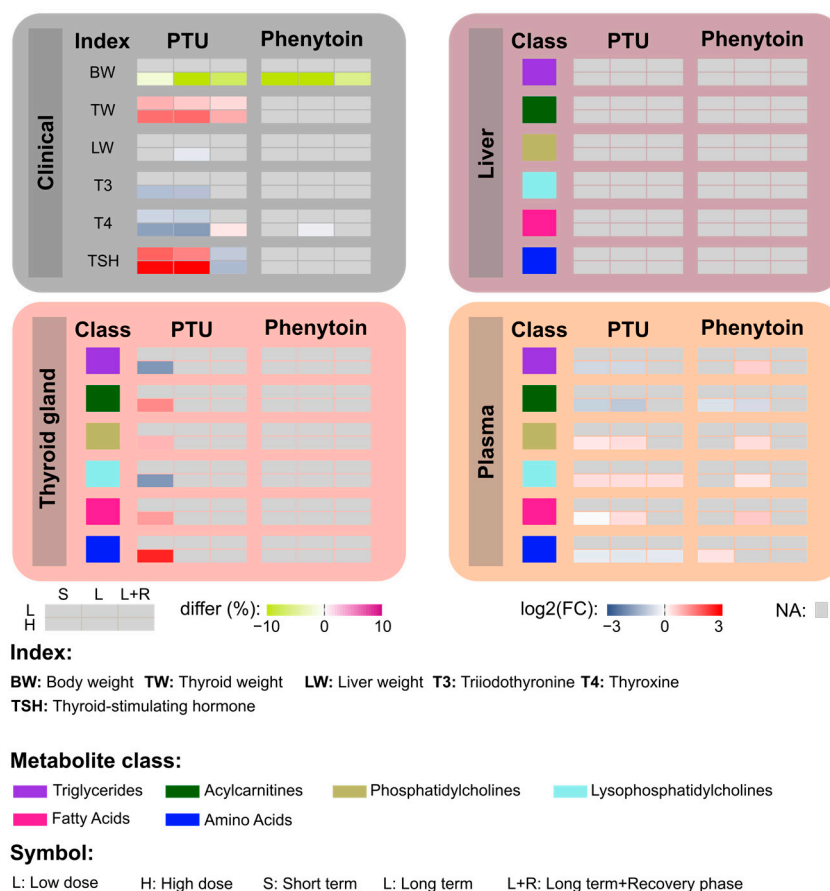 Index PTU Phenytoin
BW
TW
LW
T3
T4
TSH
Clinical
Class PTU Phenytoin
Liver
Class PTU Phenytoin
Thyroid gland
Class PTU Phenytoin
Plasma
S L L+R
L
H
differ (%):
−10 0 10
log2(FC):
−3 0 3
NA:
Index:
BW: Body weight TW: Thyroid weight LW: Liver weight T3: Triiodothyronine T4: Thyroxine
TSH: Thyroid-stimulating hormone
Metabolite class:
Triglycerides Acylcarnitines Phosphatidylcholines Lysophosphatidylcholines
Fatty Acids Amino Acids
Symbol:
L: Low dose H: High dose S: Short term L: Long term L+R: Long term+Recovery phase